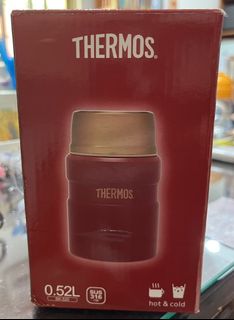 THERMOS®
THERMOS
0.52L
SUS
316
hot & cold